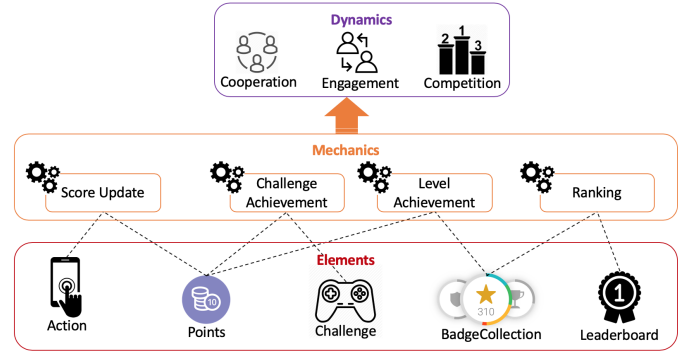 Dynamics
2 1 3
Cooperation Engagement Competition
Mechanics
Score Update
Challenge
Achievement
Level
Achievement
Ranking
Elements
10
310
1
Action Points Challenge BadgeCollection Leaderboard